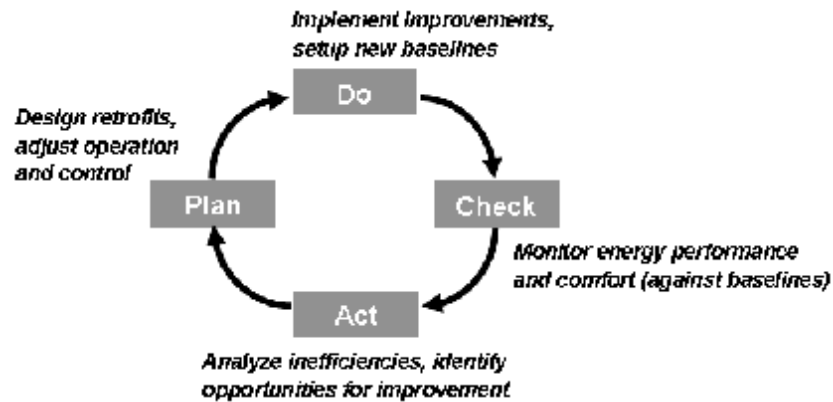 Implement improvements,
setup new baselines
Do
Design retrofits,
adjust operation
and control
Plan
Check
Monitor energy performance
and comfort (against baselines)
Act
Analyze inefficiencies, identify
opportunities for improvement